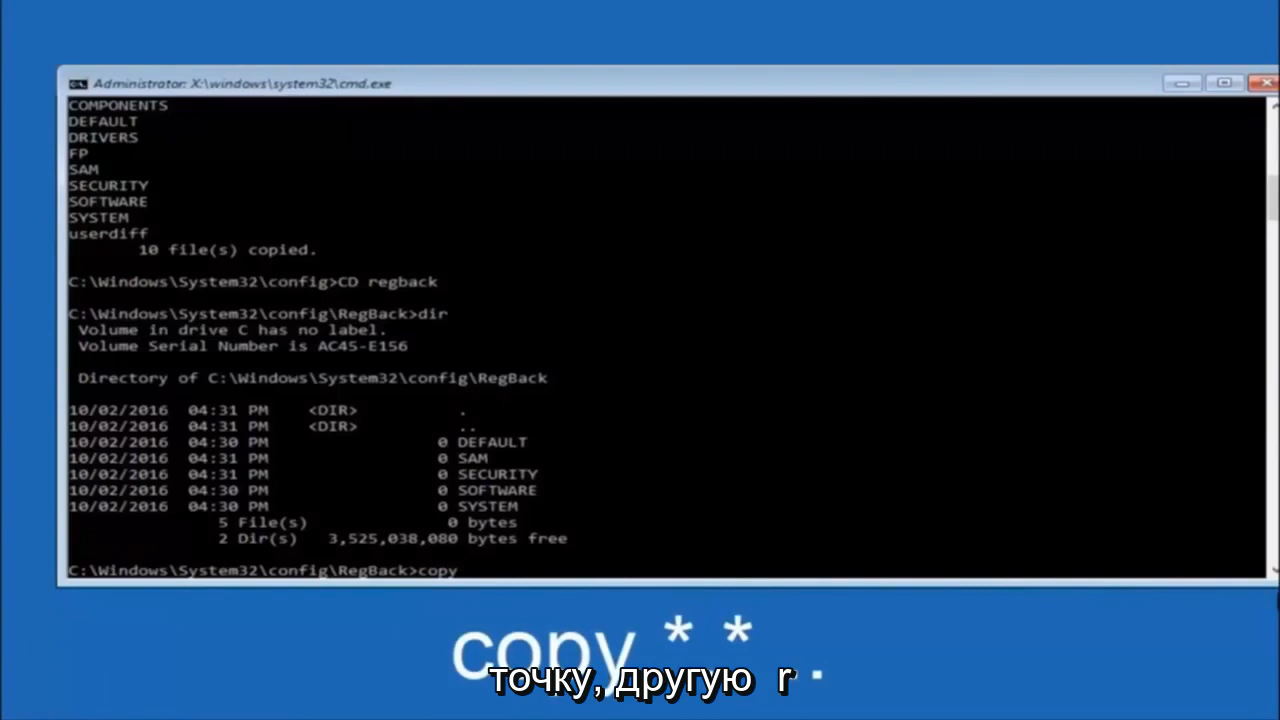 Administrator: X:\windows\system32\cmd.exe
COMPONENTS
DEFAULT
DRIVERS
FP
SAM
SECURITY
SOFTWARE
SYSTEM
userdiff
10 file(s) copied.
C:\Windows\System32\config>CD regback
C:\Windows\System32\config\RegBack>dir
Volume in drive C has no label.
Volume Serial Number is AC45-E156
Directory of C:\Windows\System32\config\RegBack
10/02/2016 04:31 PM <DIR> .
10/02/2016 04:31 PM <DIR> ..
10/02/2016 04:30 PM 0 DEFAULT
10/02/2016 04:31 PM 0 SAM
10/02/2016 04:31 PM 0 SECURITY
10/02/2016 04:30 PM 0 SOFTWARE
10/02/2016 04:30 PM 0 SYSTEM
5 File(s) 0 bytes
2 Dir(s) 3,525,038,080 bytes free
C:\Windows\System32\config\RegBack>copy
copy * * .
точку, другую r